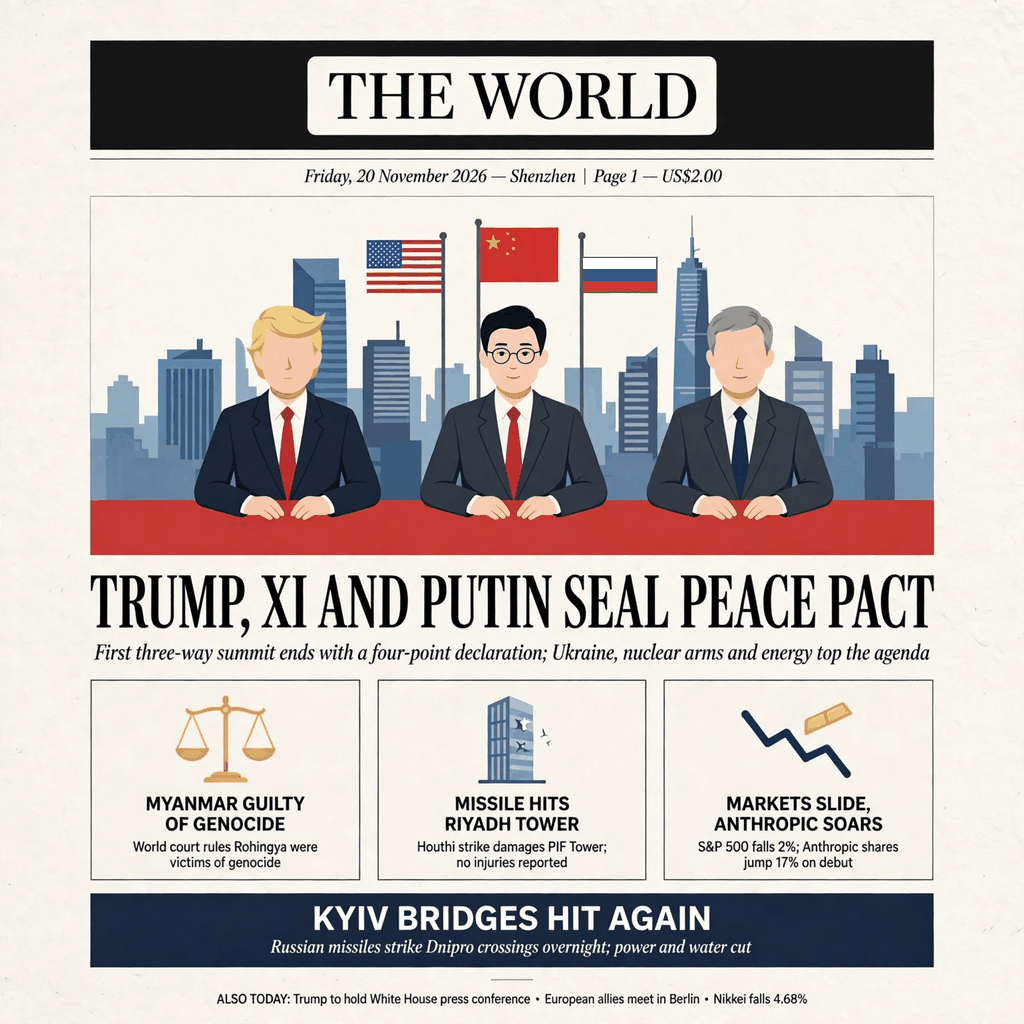 THE WORLD
Friday, 20 November 2026 — Shenzhen | Page 1 — US$2.00
TRUMP, XI AND PUTIN SEAL PEACE PACT
First three-way summit ends with a four-point declaration; Ukraine, nuclear arms and energy top the agenda
MYANMAR GUILTY
OF GENOCIDE
World court rules Rohingya were
victims of genocide
MISSILE HITS
RIYADH TOWER
Houthi strike damages PIF Tower;
no injuries reported
MARKETS SLIDE,
ANTHROPIC SOARS
S&P 500 falls 2%; Anthropic shares
jump 17% on debut
KYIV BRIDGES HIT AGAIN
Russian missiles strike Dnipro crossings overnight; power and water cut
ALSO TODAY: Trump to hold White House press conference • European allies meet in Berlin • Nikkei falls 4.68%